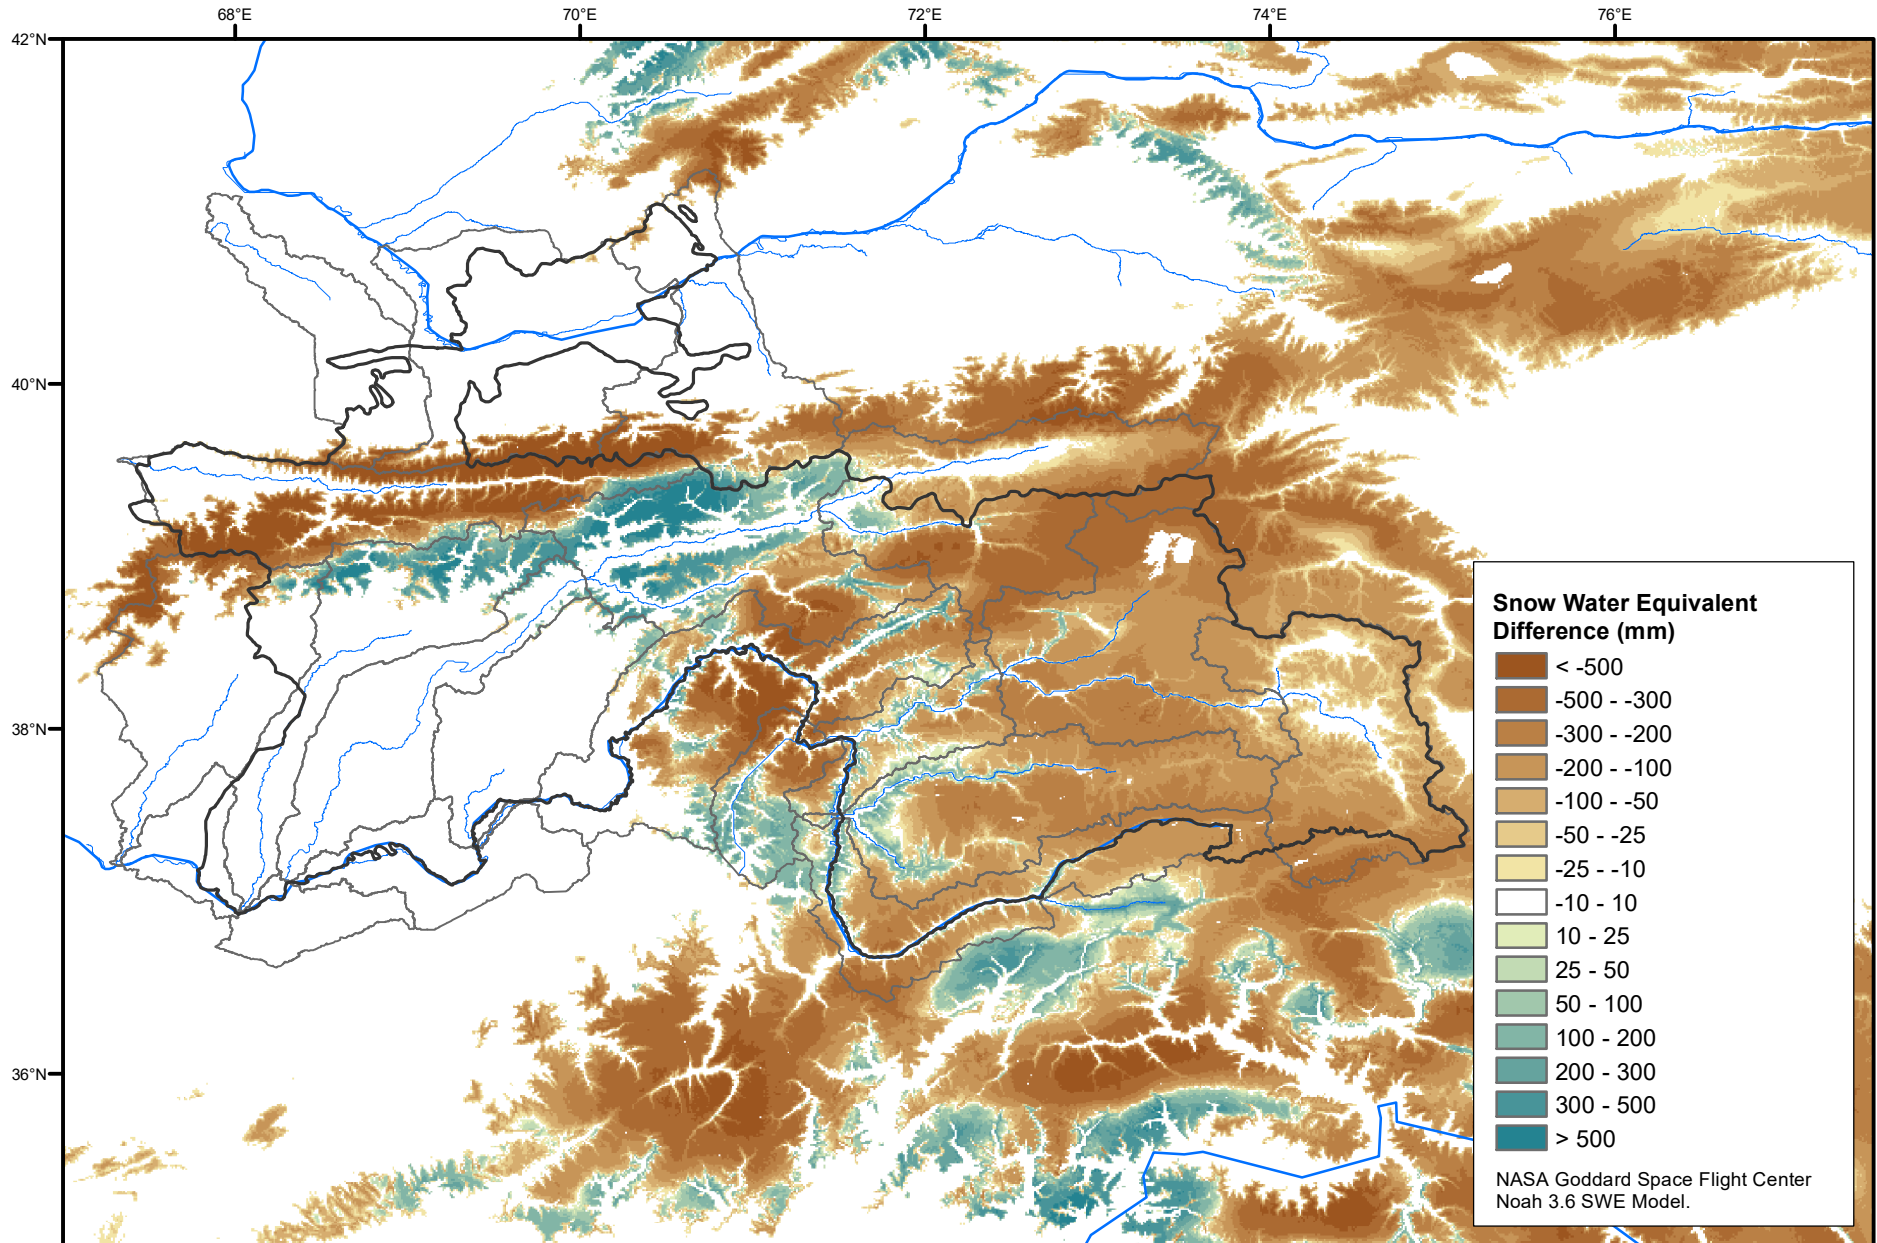 68°E
70°E
72°E
74°E
76°E
42°N
40°N
38°N
36°N
Snow Water Equivalent
Difference (mm)
< -500
-500 - -300
-300 - -200
-200 - -100
-100 - -50
-50 - -25
-25 - -10
-10 - 10
10 - 25
25 - 50
50 - 100
100 - 200
200 - 300
300 - 500
> 500
NASA Goddard Space Flight Center
Noah 3.6 SWE Model.